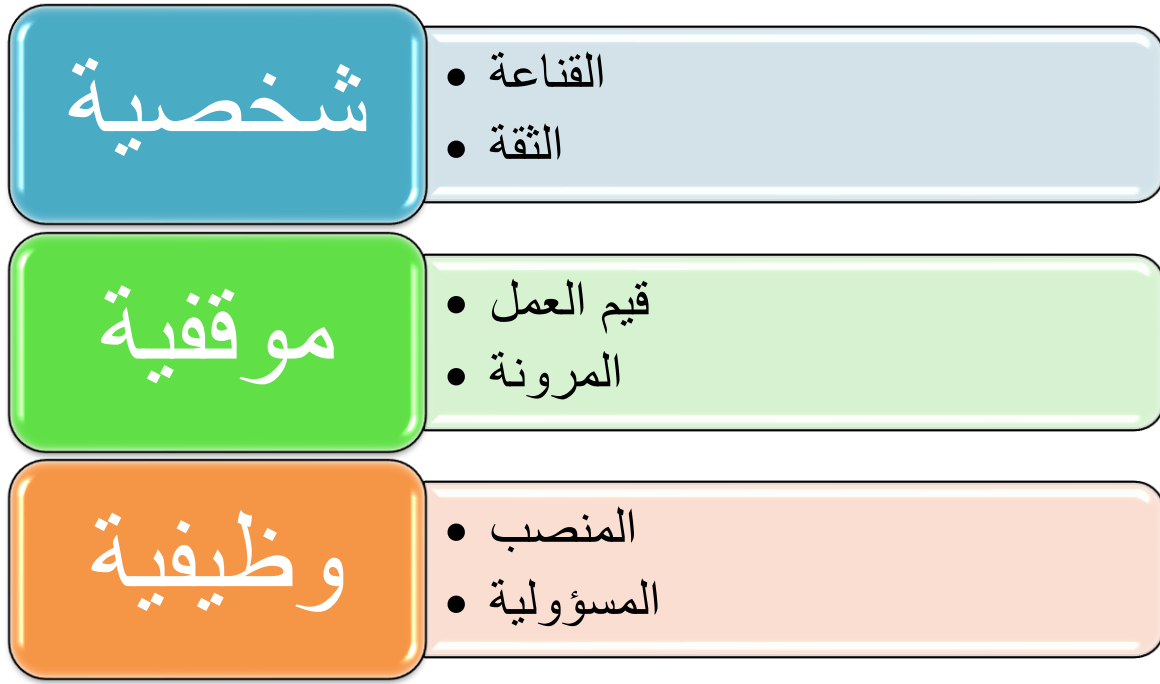 شخصية
• القناعة
• الثقة
موقفية
• قيم العمل
• المرونة
وظيفية
• المنصب
• المسؤولية